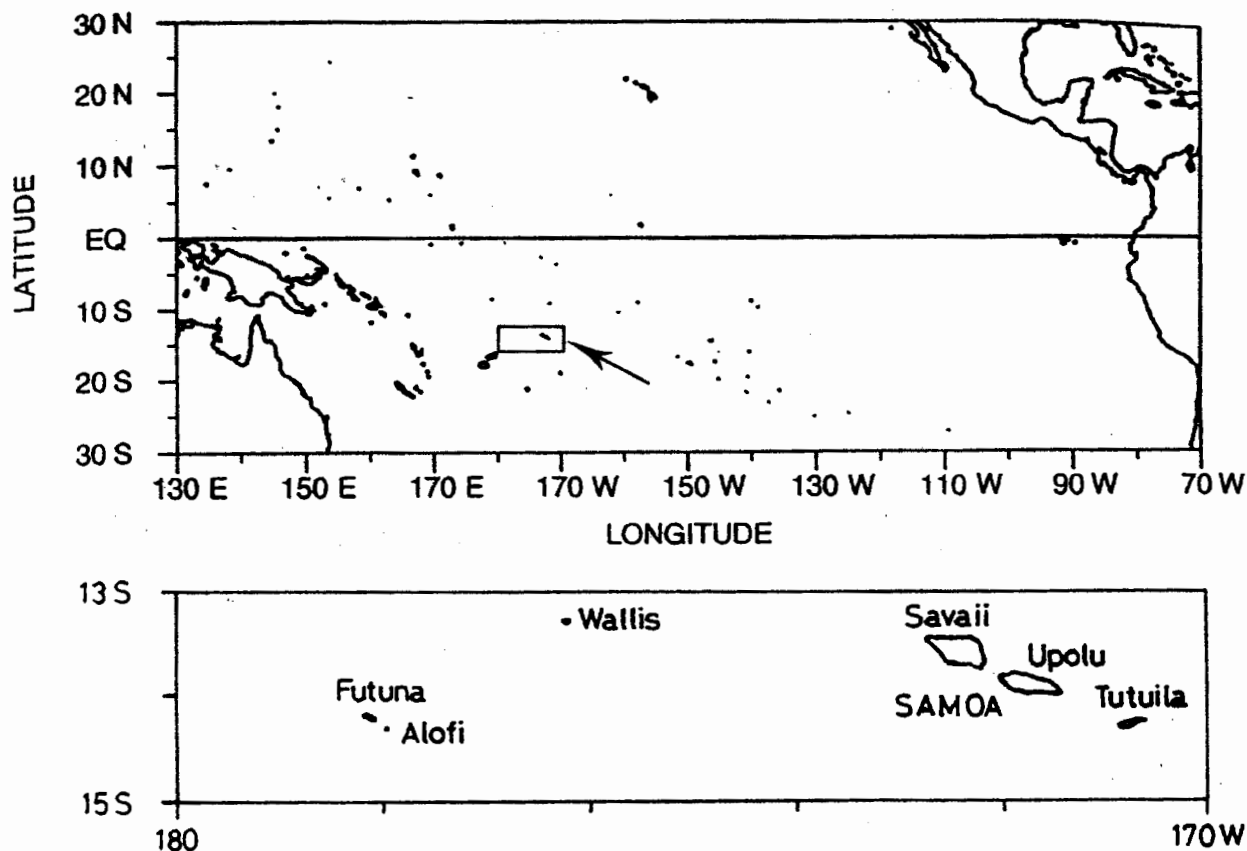 30 N
20 N
10 N
EQ
10 S
20 S
30 S
LATITUDE
130 E 150 E 170 E 170 W 150 W 130 W 110 W 90 W 70 W
LONGITUDE
13 S
Wallis
Savaii
Upolu
Futuna
SAMOA
Tutuila
Alofi
15 S
180
170 W